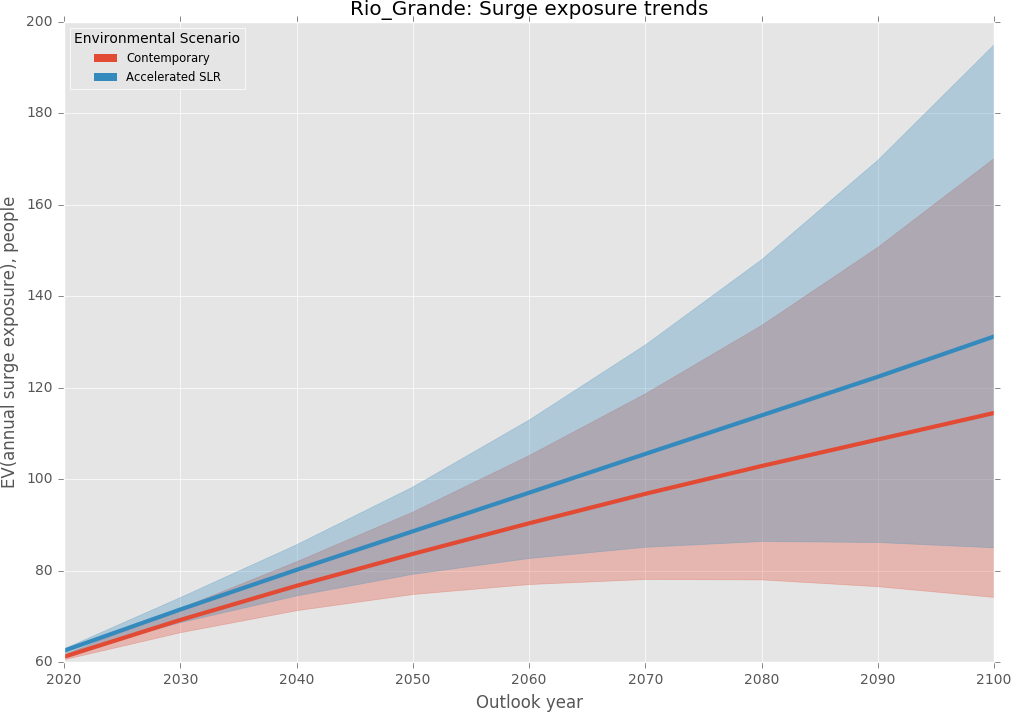 Rio_Grande: Surge exposure trends
Environmental Scenario
Contemporary
Accelerated SLR
EV(annual surge exposure), people
200
180
160
140
120
100
80
60
2020 2030 2040 2050 2060 2070 2080 2090 2100
Outlook year